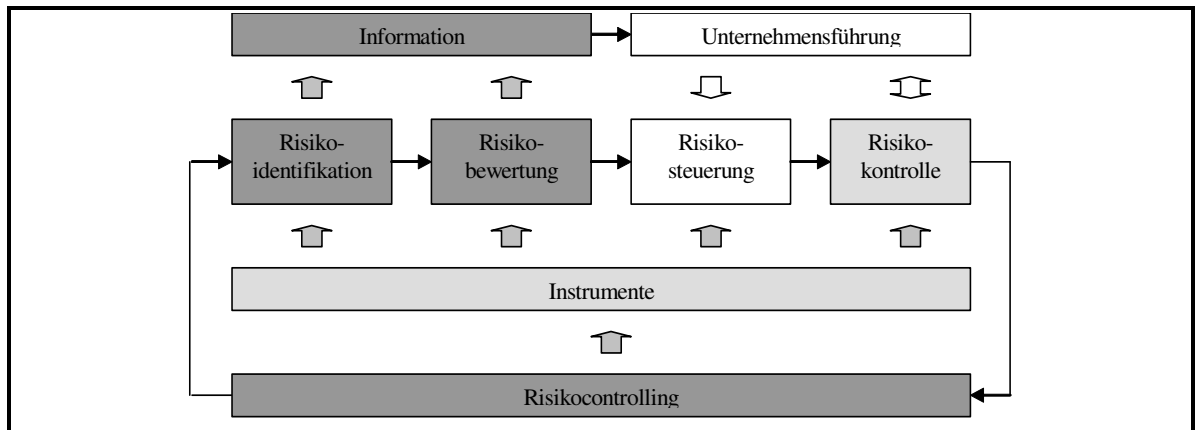 Information
Unternehmensführung
Risiko-
identifikation
Risiko-
bewertung
Risiko-
steuerung
Risiko-
kontrolle
Instrumente
Risikocontrolling